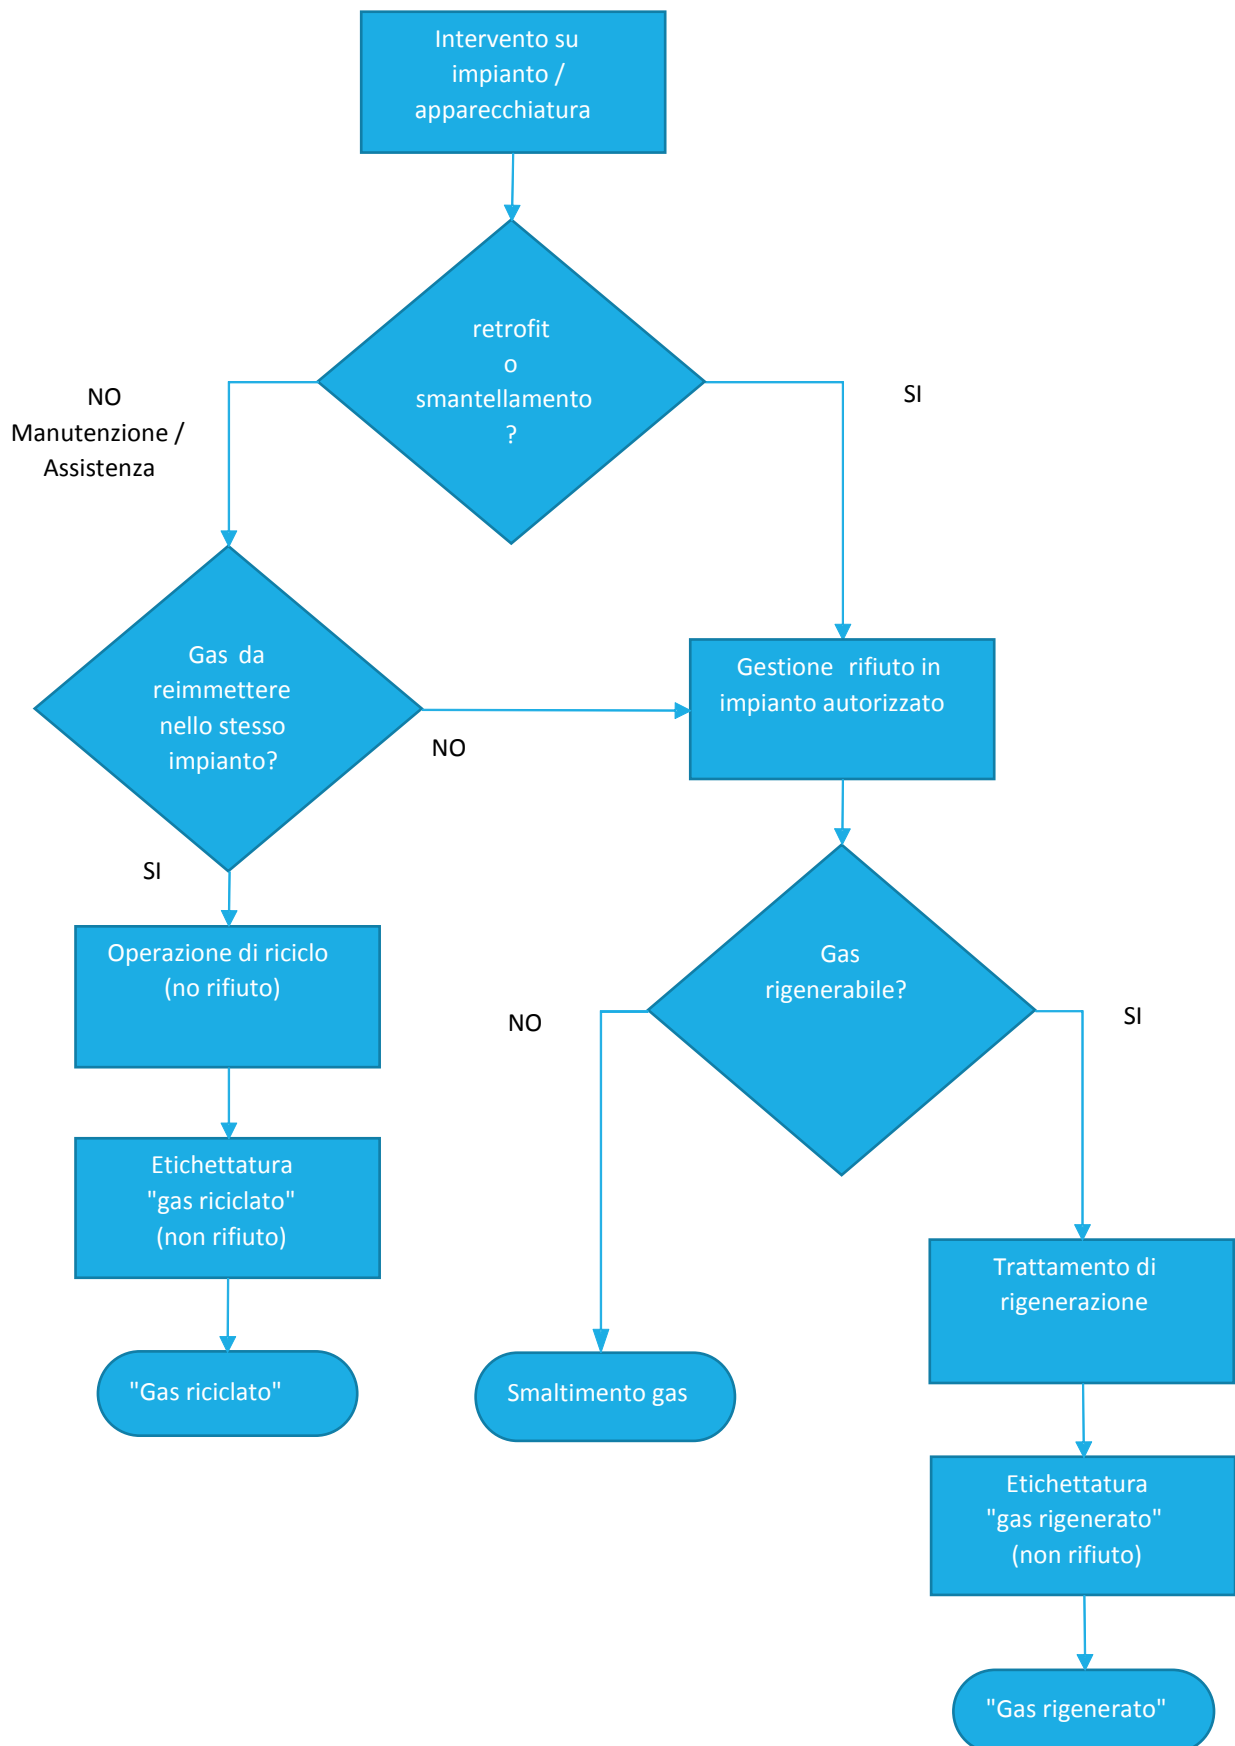 Intervento su
impianto /
apparecchiatura
retrofit
o
smantellamento
?
NO
Manutenzione /
Assistenza
SI
Gas da
reimmettere
nello stesso
impianto?
NO
Gestione rifiuto in
impianto autorizzato
SI
Operazione di riciclo
(no rifiuto)
Gas
rigenerabile?
NO
SI
Etichettatura
"gas riciclato"
(non rifiuto)
Trattamento di
rigenerazione
"Gas riciclato"
Smaltimento gas
Etichettatura
"gas rigenerato"
(non rifiuto)
"Gas rigenerato"